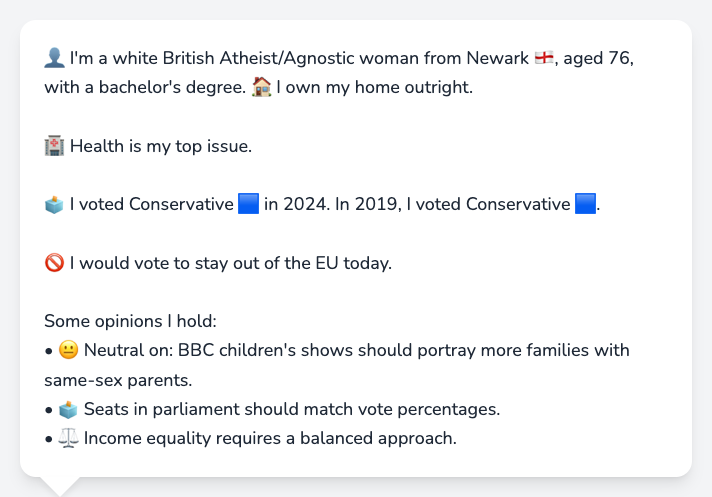 👤 I'm a white British Atheist/Agnostic woman from Newark 🏴󠁧󠁢󠁥󠁮󠁧󠁿, aged 76,
with a bachelor's degree. 🏠 I own my home outright.
🏥 Health is my top issue.
🗳️ I voted Conservative 🟦 in 2024. In 2019, I voted Conservative 🟦.
🚫 I would vote to stay out of the EU today.
Some opinions I hold:
• 😐 Neutral on: BBC children's shows should portray more families with
same-sex parents.
• 🗳️ Seats in parliament should match vote percentages.
• ⚖️ Income equality requires a balanced approach.